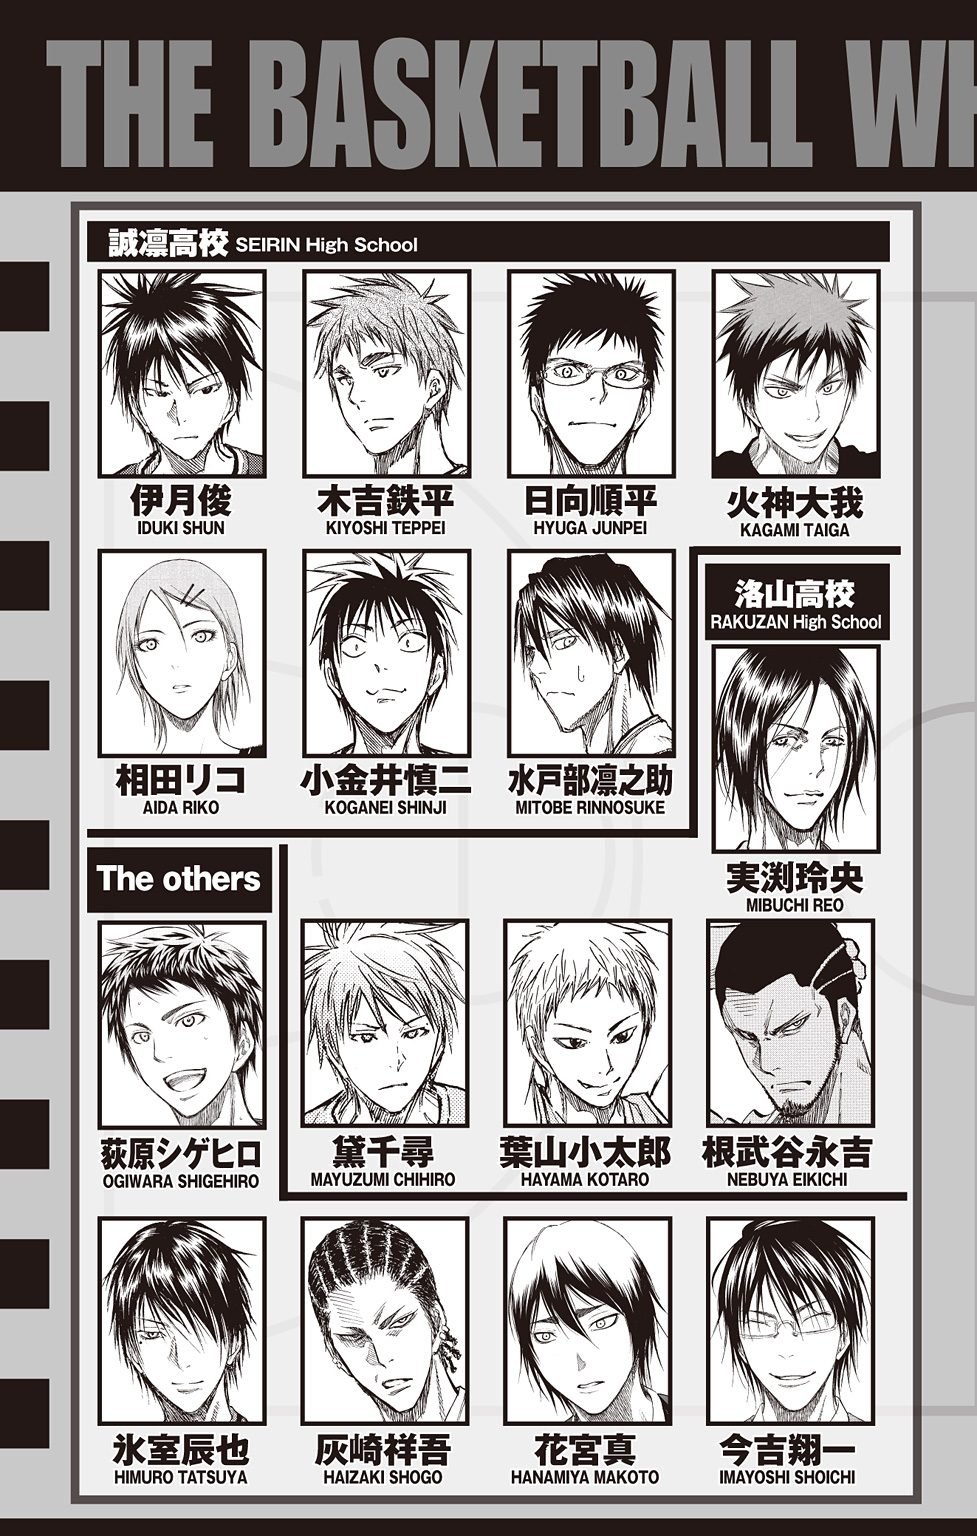 THE BASKETBALL WH
誠凛高校 SEIRIN High School
伊月俊
IDUKI SHUN
木吉鉄平
KIYOSHI TEPPEI
日向順平
HYUGA JUNPEI
火神大我
KAGAMI TAIGA
相田リコ
AIDA RIKO
小金井慎二
KOGANEI SHINJI
水戸部凛之助
MITOBE RINNOSUKE
洛山高校
RAKUZAN High School
実渕玲央
MIBUCHI REO
黛千尋
MAYUZUMI CHIHIRO
葉山小太郎
HAYAMA KOTARO
根武谷永吉
NEBUYA EIKICHI
The others
荻原シゲヒロ
OGIWARA SHIGEHIRO
氷室辰也
HIMURO TATSUYA
灰崎祥吾
HAIZAKI SHOGO
花宮真
HANAMIYA MAKOTO
今吉翔一
IMAYOSHI SHOICHI